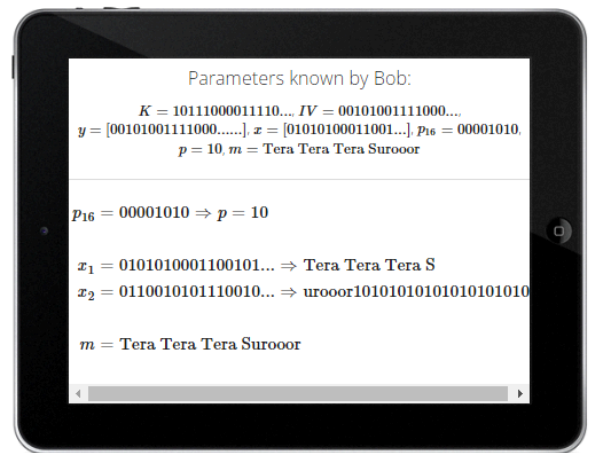 Parameters known by Bob:
K = 10111000011110..., IV = 00101001111000...,
y = [00101001111000......], x = [01010100011001...], p₁₆ = 00001010,
p = 10, m = Tera Tera Tera Surooor
p₁₆ = 00001010 ⇒ p = 10
x₁ = 0101010001100101... ⇒ Tera Tera Tera S
x₂ = 0110010101110010... ⇒ urooor10101010101010101010
m = Tera Tera Tera Surooor